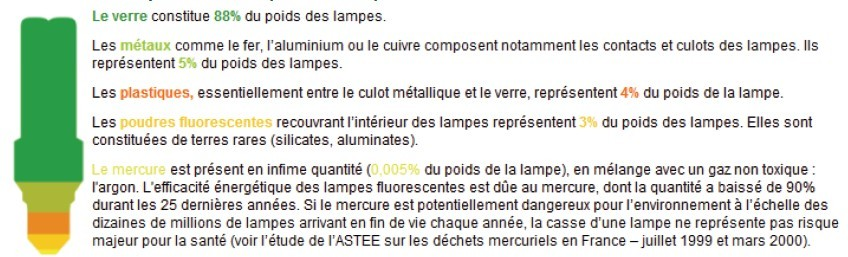 Le verre constitue 88% du poids des lampes.
Les métaux comme le fer, l'aluminium ou le cuivre composent notamment les contacts et culots des lampes. Ils
représentent 5% du poids des lampes.
Les plastiques, essentiellement entre le culot métallique et le verre, représentent 4% du poids de la lampe.
Les poudres fluorescentes recouvrant l'intérieur des lampes représentent 3% du poids des lampes. Elles sont
constituées de terres rares (silicates, aluminates).
Le mercure est présent en infime quantité (0,005% du poids de la lampe), en mélange avec un gaz non toxique :
l'argon. L'efficacité énergétique des lampes fluorescentes est dûe au mercure, dont la quantité a baissé de 90%
durant les 25 dernières années. Si le mercure est potentiellement dangereux pour l'environnement à l'échelle des
dizaines de millions de lampes arrivant en fin de vie chaque année, la casse d'une lampe ne représente pas risque
majeur pour la santé (voir l'étude de l'ASTEE sur les déchets mercuriels en France – juillet 1999 et mars 2000).